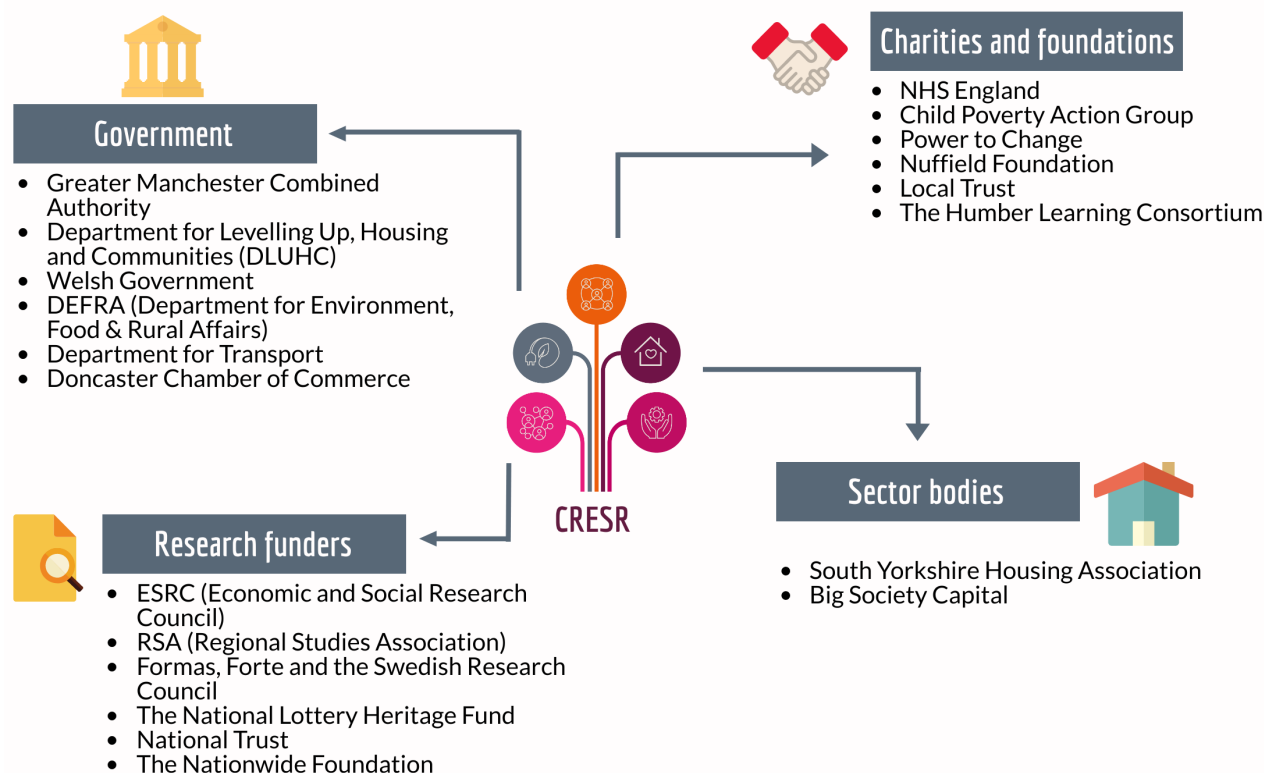 Government
• Greater Manchester Combined
Authority
• Department for Levelling Up, Housing
and Communities (DLUHC)
• Welsh Government
• DEFRA (Department for Environment,
Food & Rural Affairs)
• Department for Transport
• Doncaster Chamber of Commerce
Charities and foundations
• NHS England
• Child Poverty Action Group
• Power to Change
• Nuffield Foundation
• Local Trust
• The Humber Learning Consortium
CRESR
Research funders
• ESRC (Economic and Social Research
Council)
• RSA (Regional Studies Association)
• Formas, Forte and the Swedish Research
Council
• The National Lottery Heritage Fund
• National Trust
• The Nationwide Foundation
Sector bodies
• South Yorkshire Housing Association
• Big Society Capital